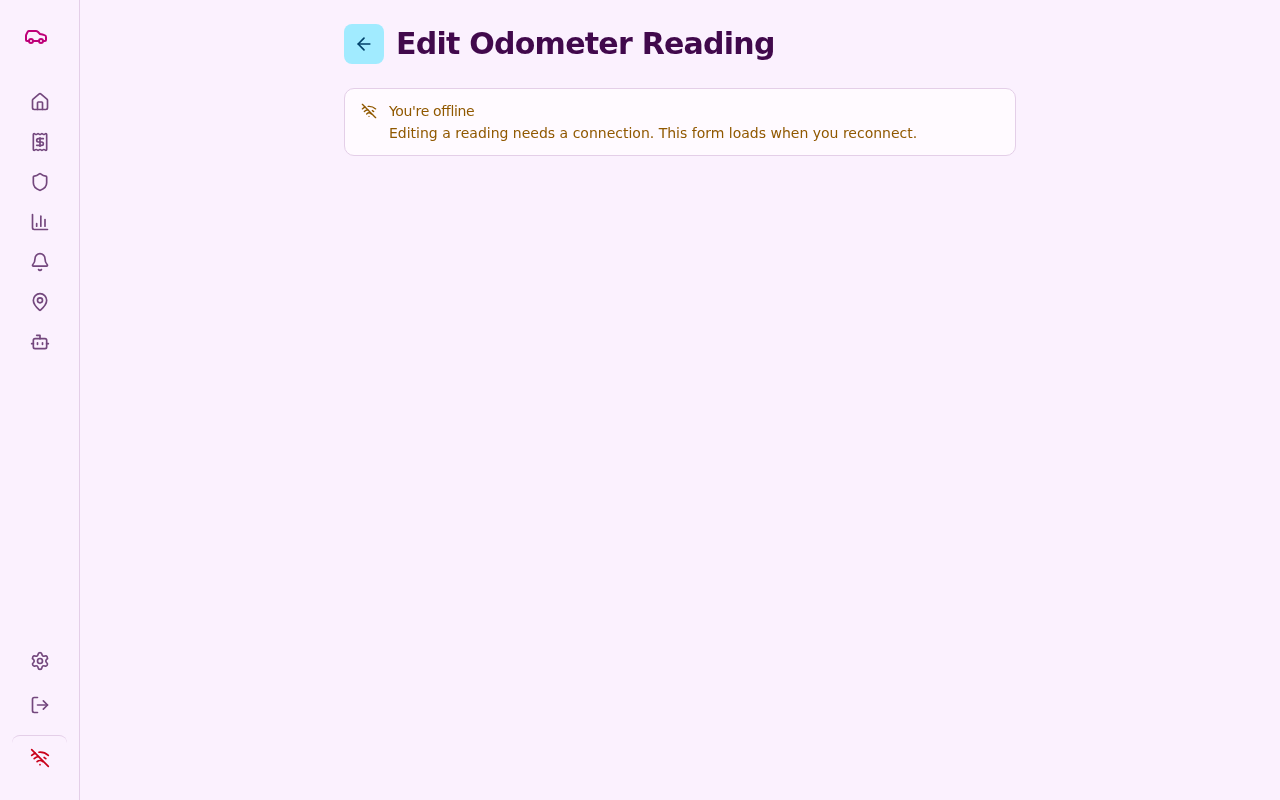 Edit Odometer Reading
You're offline
Editing a reading needs a connection. This form loads when you reconnect.